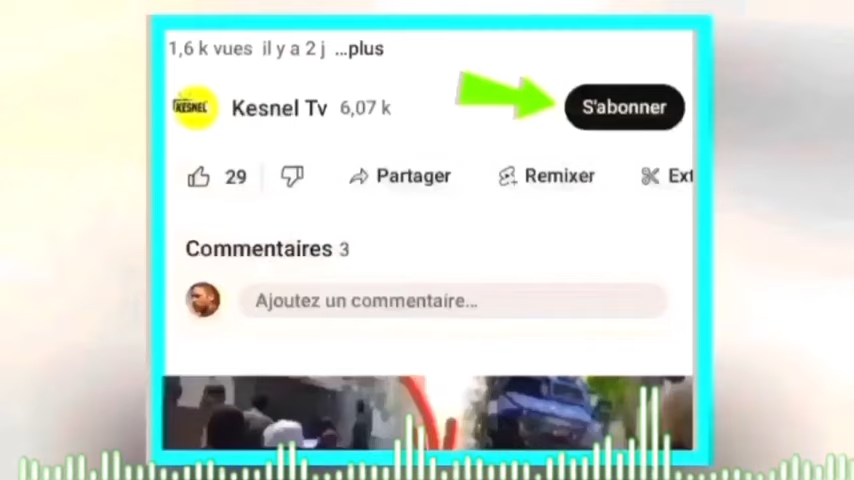 1,6 k vues il y a 2 j ...plus
KESNEL
Kesnel Tv 6,07 k
S'abonner
29
Partager
Remixer
Ext
Commentaires 3
Ajoutez un commentaire...